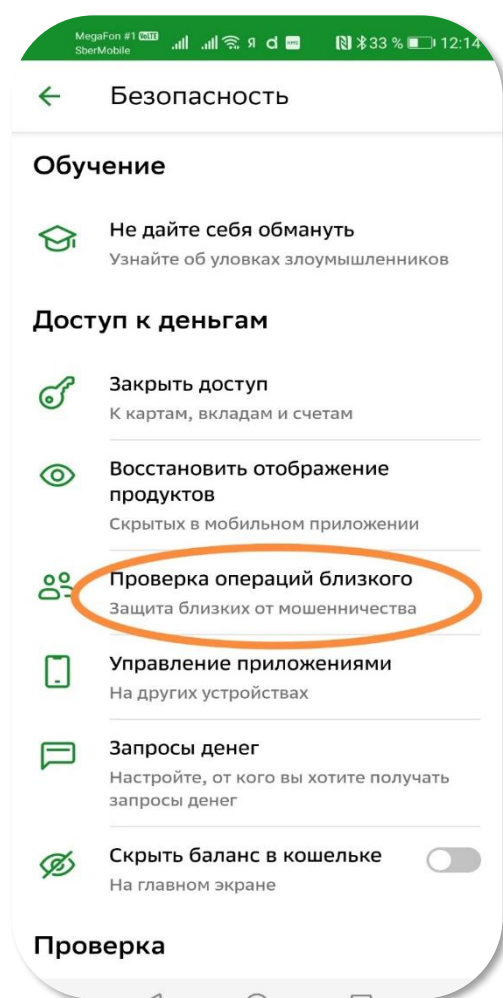 MegaFon #1 VoLTE
SberMobile
Я d 33 % 12:14
Безопасность
Обучение
Не дайте себя обмануть
Узнайте об уловках злоумышленников
Доступ к деньгам
Закрыть доступ
К картам, вкладам и счетам
Восстановить отображение
продуктов
Скрытых в мобильном приложении
Проверка операций близкого
Защита близких от мошенничества
Управление приложениями
На других устройствах
Запросы денег
Настройте, от кого вы хотите получать
запросы денег
Скрыть баланс в кошельке
На главном экране
Проверка